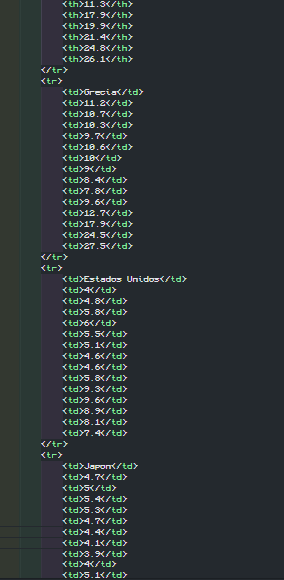 <th>11.3</th>
<th>17.9</th>
<th>19.9</th>
<th>21.4</th>
<th>24.8</th>
<th>26.1</th>
</tr>
<tr>
<td>Grecia</td>
<td>11.2</td>
<td>10.7</td>
<td>10.3</td>
<td>9.7</td>
<td>10.6</td>
<td>10</td>
<td>9</td>
<td>8.4</td>
<td>7.8</td>
<td>9.6</td>
<td>12.7</td>
<td>17.9</td>
<td>24.5</td>
<td>27.5</td>
</tr>
<tr>
<td>Estados Unidos</td>
<td>4</td>
<td>4.8</td>
<td>5.8</td>
<td>6</td>
<td>5.5</td>
<td>5.1</td>
<td>4.6</td>
<td>4.6</td>
<td>5.8</td>
<td>9.3</td>
<td>9.6</td>
<td>8.9</td>
<td>8.1</td>
<td>7.4</td>
</tr>
<tr>
<td>Japon</td>
<td>4.7</td>
<td>5</td>
<td>5.4</td>
<td>5.3</td>
<td>4.7</td>
<td>4.4</td>
<td>4.1</td>
<td>3.9</td>
<td>4</td>
<td>5.1</td>